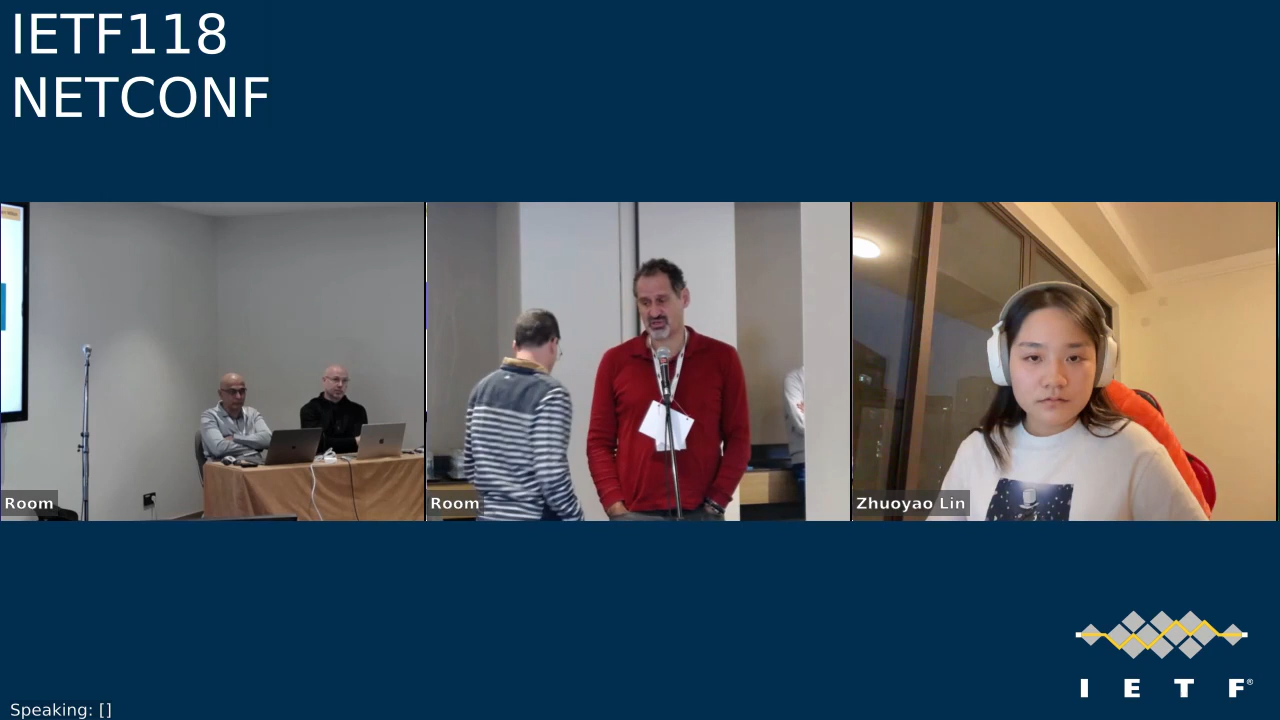 IETF118
NETCONF
Room
Room
Zhuoyao Lin
I E T F®
Speaking: []